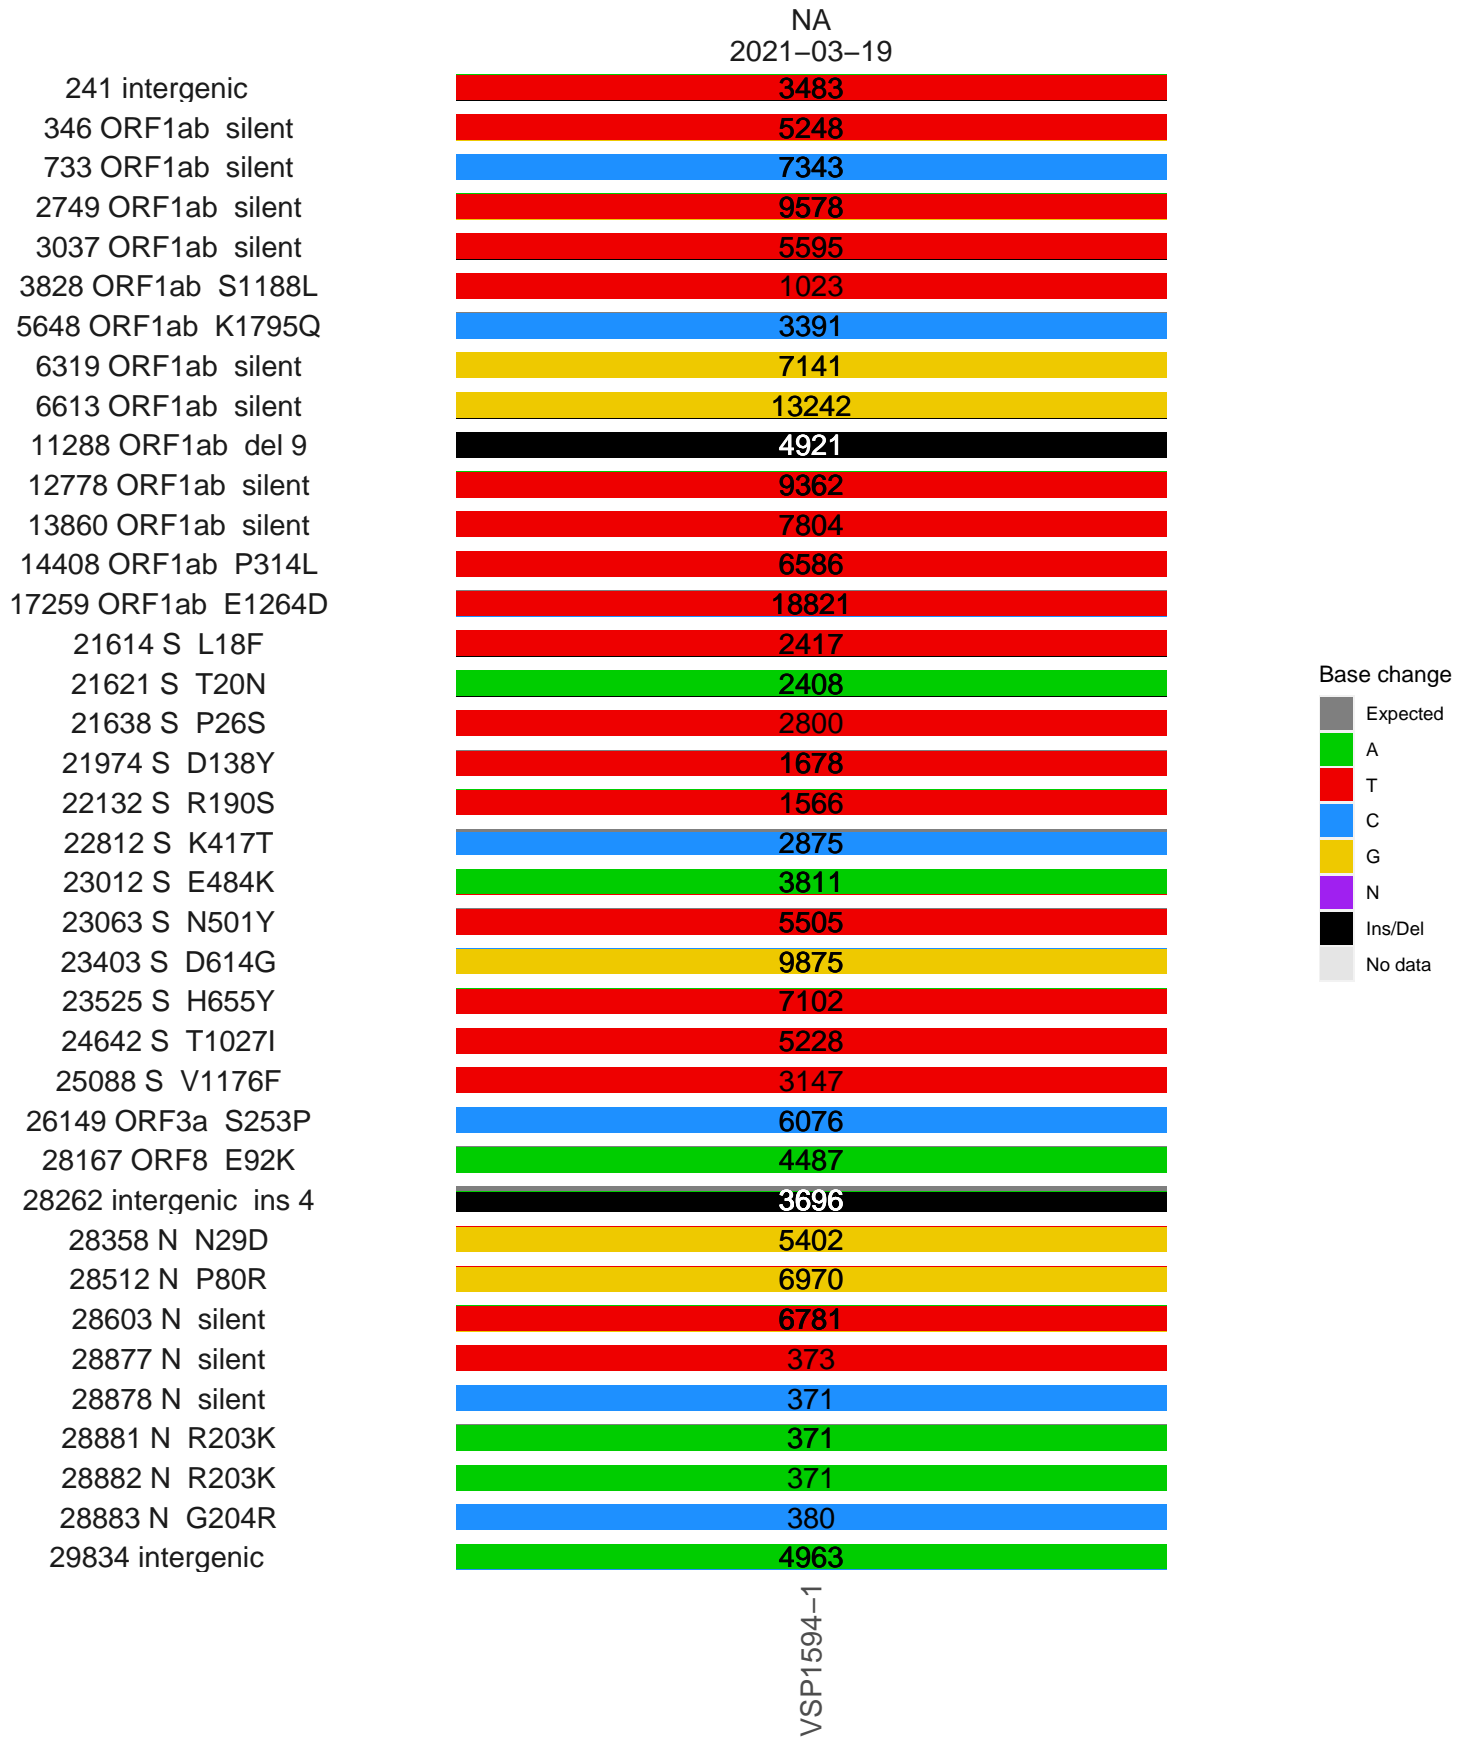 NA
2021−03−19
241 intergenic 3483
346 ORF1ab silent 5248
733 ORF1ab silent 7343
2749 ORF1ab silent 9578
3037 ORF1ab silent 5595
3828 ORF1ab S1188L 1023
5648 ORF1ab K1795Q 3391
6319 ORF1ab silent 7141
6613 ORF1ab silent 13242
11288 ORF1ab del 9 4921
12778 ORF1ab silent 9362
13860 ORF1ab silent 7804
14408 ORF1ab P314L 6586
17259 ORF1ab E1264D 18821
21614 S L18F 2417
21621 S T20N 2408
21638 S P26S 2800
21974 S D138Y 1678
22132 S R190S 1566
22812 S K417T 2875
23012 S E484K 3811
23063 S N501Y 5505
23403 S D614G 9875
23525 S H655Y 7102
24642 S T1027I 5228
25088 S V1176F 3147
26149 ORF3a S253P 6076
28167 ORF8 E92K 4487
28262 intergenic ins 4 3696
28358 N N29D 5402
28512 N P80R 6970
28603 N silent 6781
28877 N silent 373
28878 N silent 371
28881 N R203K 371
28882 N R203K 371
28883 N G204R 380
29834 intergenic 4963
VSP1594−1
Base change
Expected
A
T
C
G
N
Ins/Del
No data